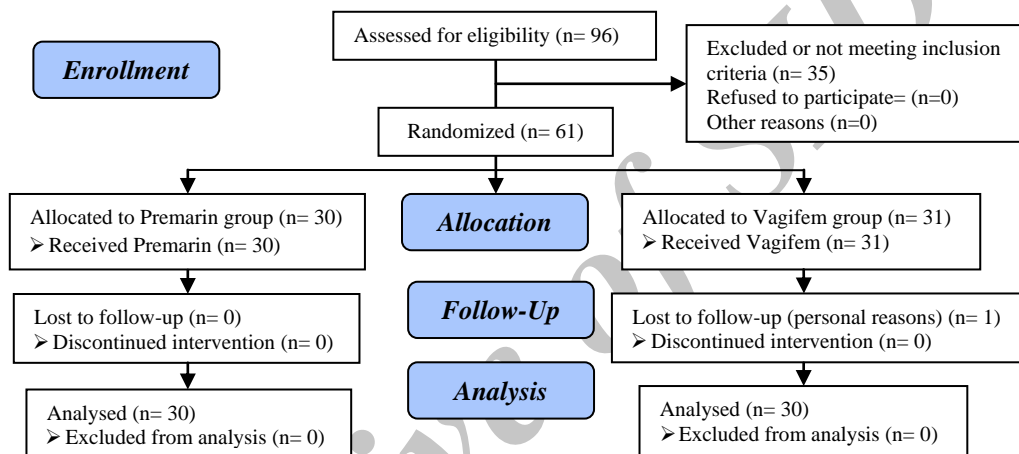 Assessed for eligibility (n= 96)
Enrollment
Excluded or not meeting inclusion
criteria (n= 35)
Refused to participate= (n=0)
Other reasons (n=0)
Randomized (n= 61)
Allocated to Premarin group (n= 30)
➢ Received Premarin (n= 30)
Allocation
Allocated to Vagifem group (n= 31)
➢ Received Vagifem (n= 31)
Lost to follow-up (n= 0)
➢ Discontinued intervention (n= 0)
Follow-Up
Lost to follow-up (personal reasons) (n= 1)
➢ Discontinued intervention (n= 0)
Analysis
Analysed (n= 30)
➢ Excluded from analysis (n= 0)
Analysed (n= 30)
➢ Excluded from analysis (n= 0)